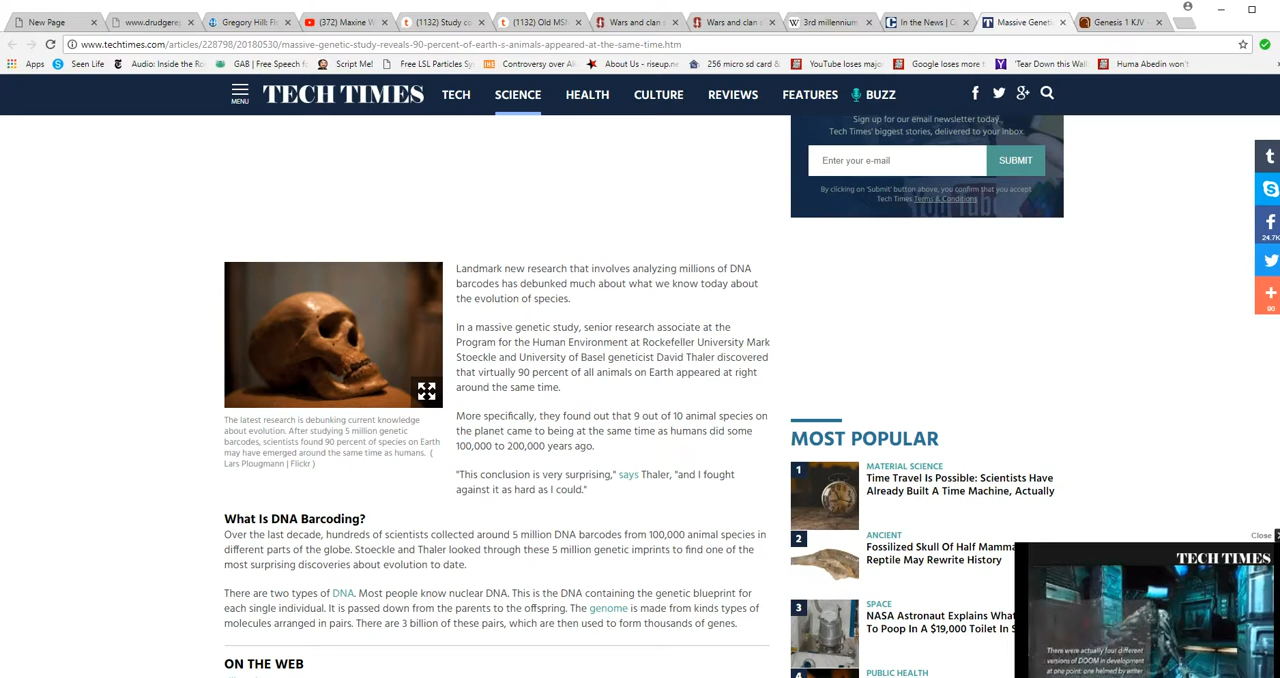 New Page
www.drudgerep
Gregory Hill: Fl
(372) Maxine W
(1132) Study co
(1132) Old MSN
Wars and clan s
Wars and clan s
3rd millennium
In the News | C
Massive Geneti
Genesis 1 KJV
www.techtimes.com/articles/228798/20180530/massive-genetic-study-reveals-90-percent-of-earth-s-animals-appeared-at-the-same-time.htm
Apps
Seen Life
Audio: Inside the Ro
GAB | Free Speech fo
Script Me!
Free LSL Particle Sy
Controversy over Al
About Us - riseup.ne
256 micro sd card &
YouTube loses major
Google loses more t
'Tear Down this Wall
Huma Abedin won't
MENU
TECH TIMES
TECH
SCIENCE
HEALTH
CULTURE
REVIEWS
FEATURES
BUZZ
Sign up for our email newsletter today.
Tech Times' biggest stories, delivered to your inbox.
Enter your e-mail
SUBMIT
By clicking on 'Submit' button above, you confirm that you accept
Tech Times Terms & Conditions
24.7K
90
Landmark new research that involves analyzing millions of DNA
barcodes has debunked much about what we know today about
the evolution of species.
In a massive genetic study, senior research associate at the
Program for the Human Environment at Rockefeller University Mark
Stoeckle and University of Basel geneticist David Thaler discovered
that virtually 90 percent of all animals on Earth appeared at right
around the same time.
More specifically, they found out that 9 out of 10 animal species on
the planet came to being at the same time as humans did some
100,000 to 200,000 years ago.
"This conclusion is very surprising," says Thaler, "and I fought
against it as hard as I could."
The latest research is debunking current knowledge
about evolution. After studying 5 million genetic
barcodes, scientists found 90 percent of species on Earth
may have emerged around the same time as humans. (
Lars Plougmann | Flickr )
What Is DNA Barcoding?
Over the last decade, hundreds of scientists collected around 5 million DNA barcodes from 100,000 animal species in
different parts of the globe. Stoeckle and Thaler looked through these 5 million genetic imprints to find one of the
most surprising discoveries about evolution to date.
There are two types of DNA. Most people know nuclear DNA. This is the DNA containing the genetic blueprint for
each single individual. It is passed down from the parents to the offspring. The genome is made from kinds types of
molecules arranged in pairs. There are 3 billion of these pairs, which are then used to form thousands of genes.
ON THE WEB
MOST POPULAR
1
MATERIAL SCIENCE
Time Travel Is Possible: Scientists Have
Already Built A Time Machine, Actually
2
ANCIENT
Fossilized Skull Of Half Mamma
Reptile May Rewrite History
3
SPACE
NASA Astronaut Explains What
To Poop In A $19,000 Toilet In S
PUBLIC HEALTH
Close
TECH TIMES
There were actually four different
versions of DOOM in development
at one point: one helmed by writer